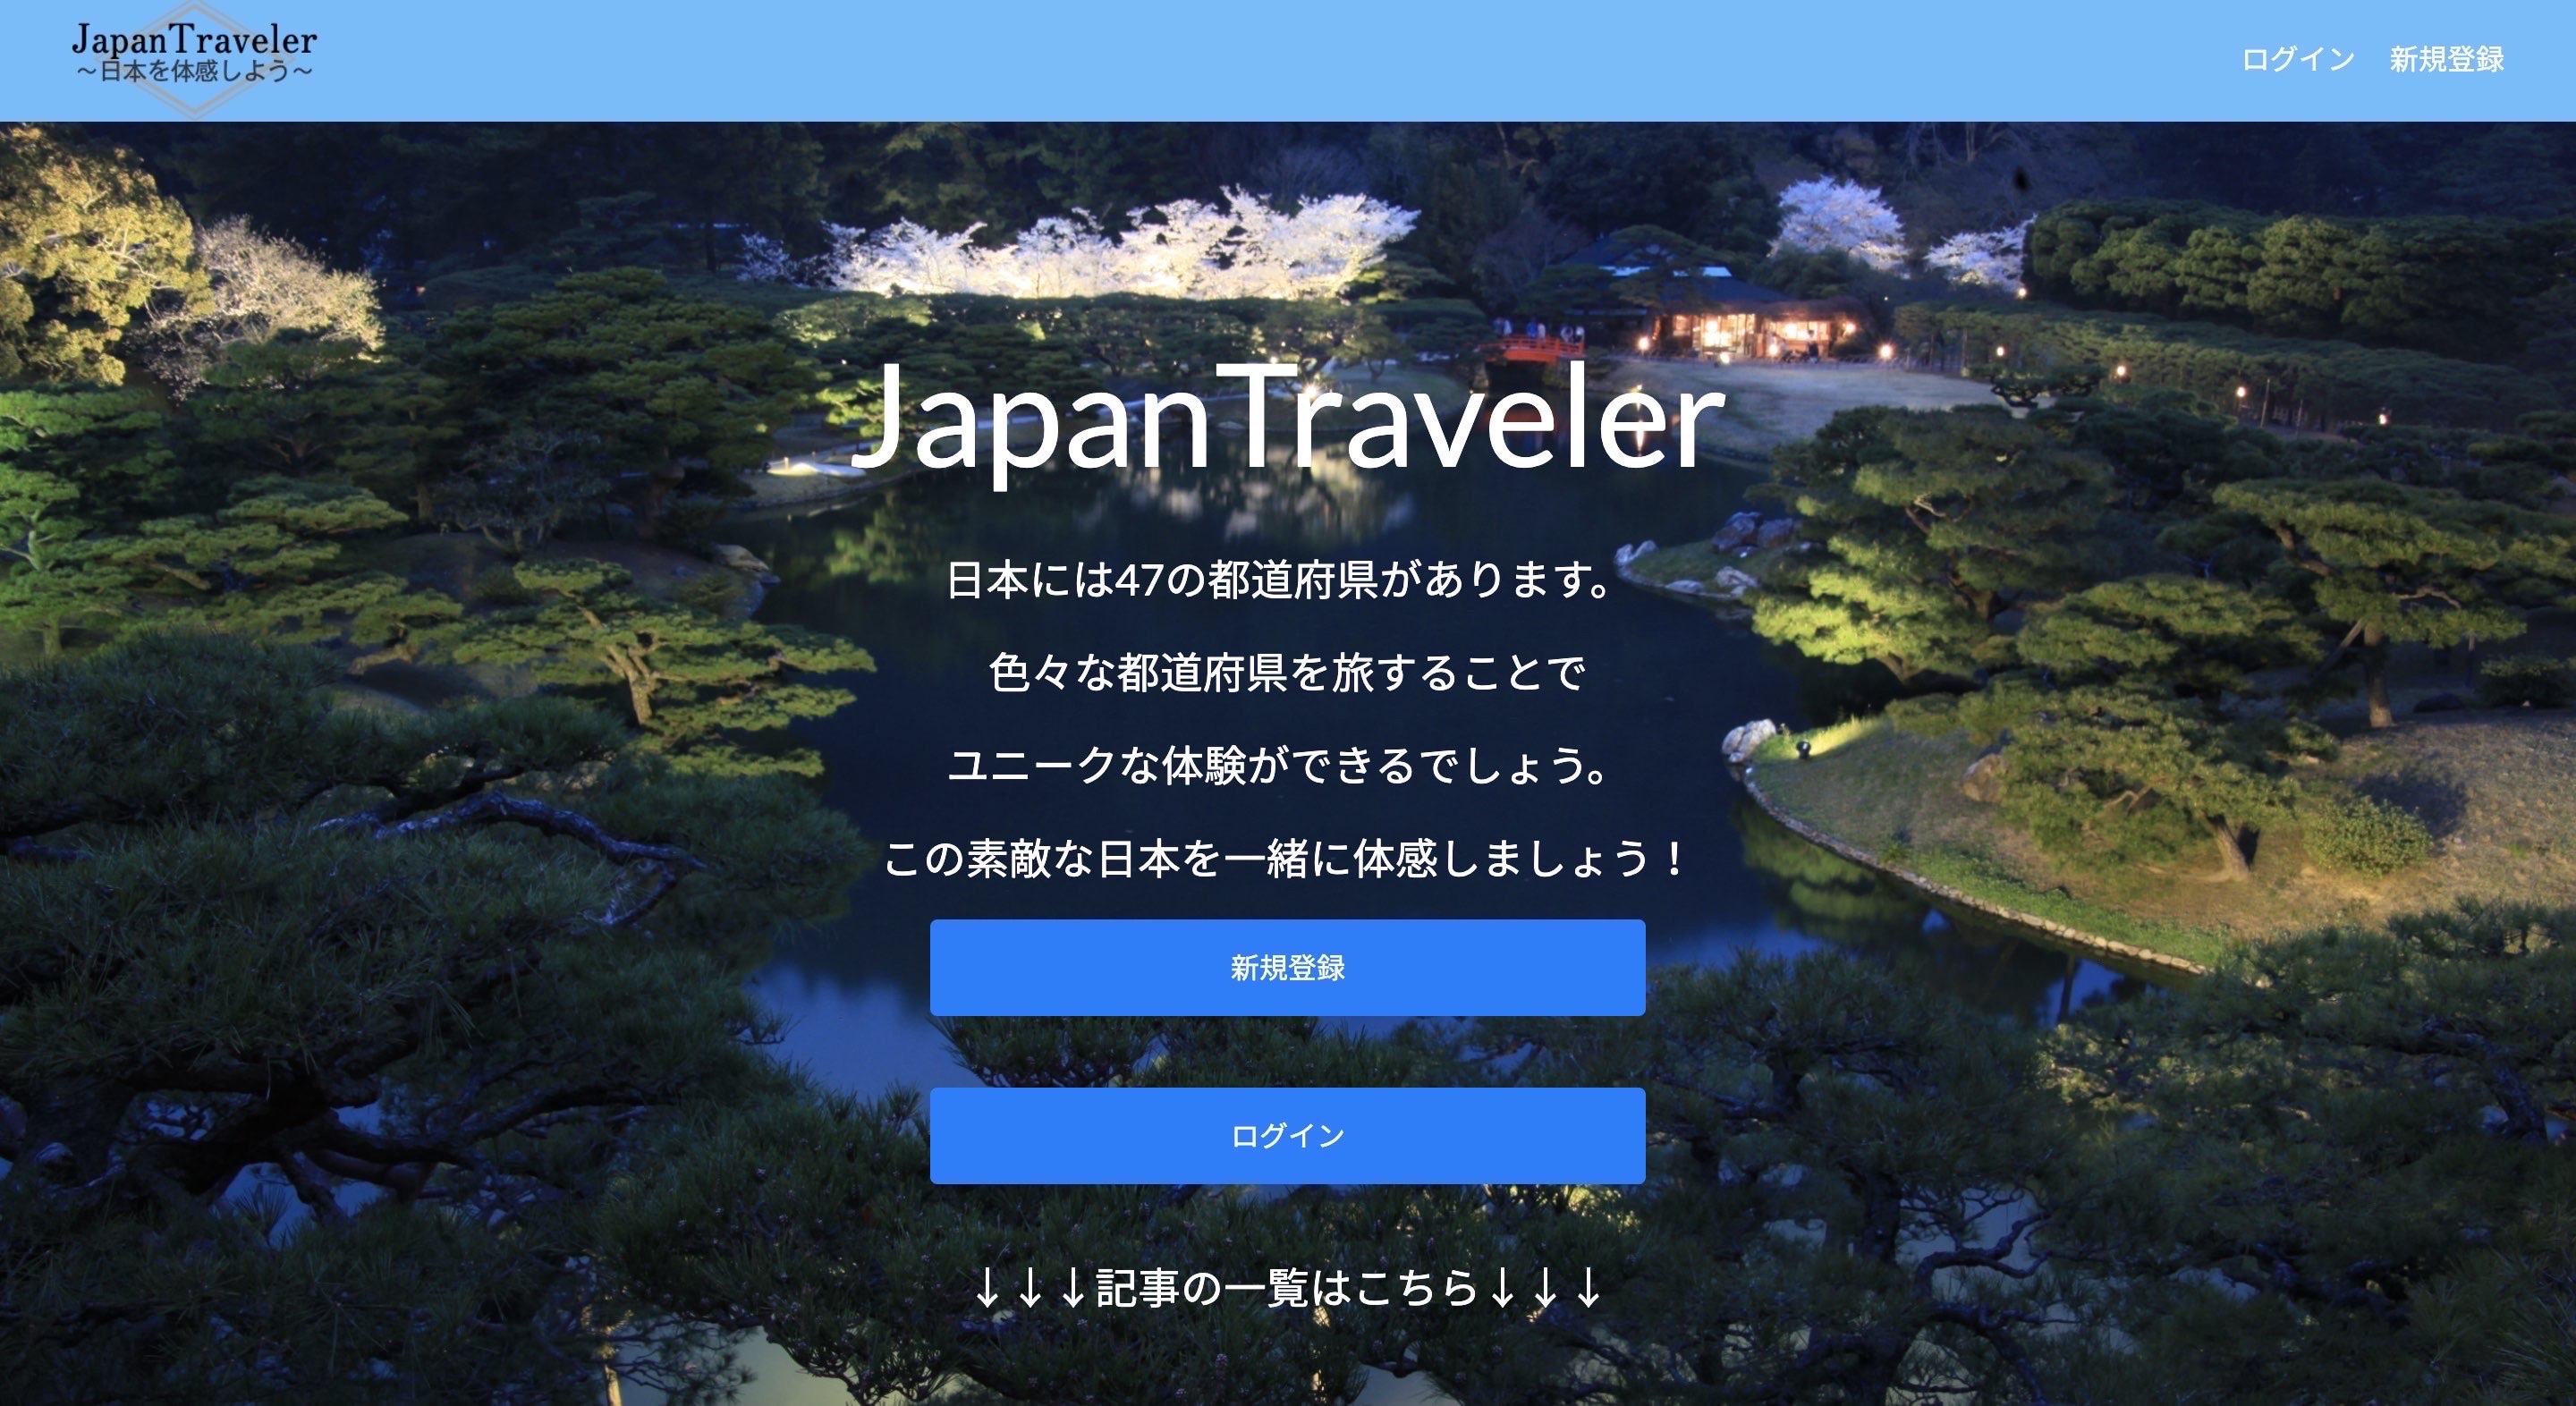 JapanTraveler
～日本を体感しよう～
ログイン 新規登録
JapanTraveler
日本には47の都道府県があります。
色々な都道府県を旅することで
ユニークな体験ができるでしょう。
この素敵な日本を一緒に体感しましょう！
新規登録
ログイン
↓↓↓記事の一覧はこちら↓↓↓